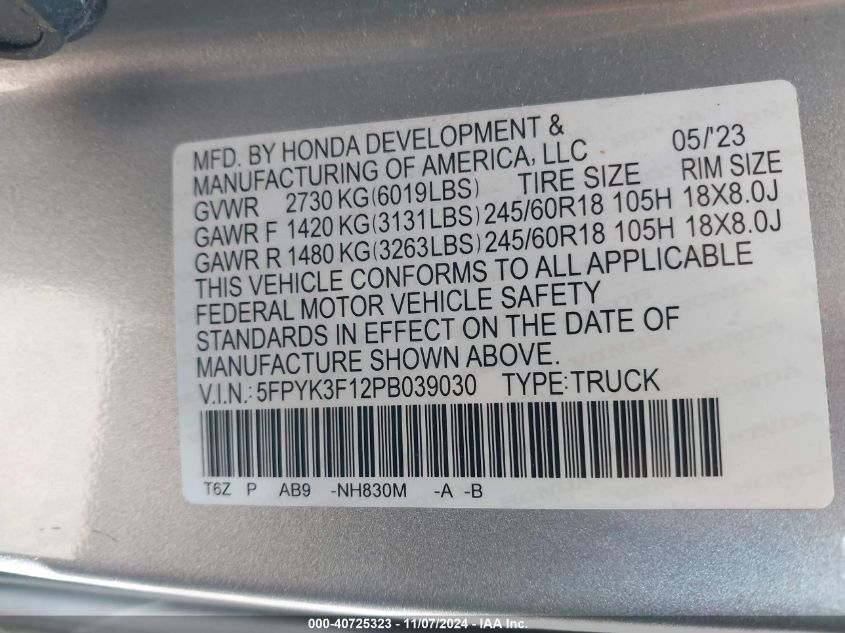 MFD. BY HONDA DEVELOPMENT & 05/'23
MANUFACTURING OF AMERICA, LLC
GVWR 2730 KG(6019LBS) TIRE SIZE RIM SIZE
GAWR F 1420 KG(3131LBS) 245/60R18 105H 18X8.0J
GAWR R 1480 KG(3263LBS) 245/60R18 105H 18X8.0J
THIS VEHICLE CONFORMS TO ALL APPLICABLE
FEDERAL MOTOR VEHICLE SAFETY
STANDARDS IN EFFECT ON THE DATE OF
MANUFACTURE SHOWN ABOVE.
V.I.N.: 5FPYK3F12PB039030 TYPE:TRUCK
T6Z P AB9 -NH830M -A -B
000-40725323 - 11/07/2024 - IAA Inc.